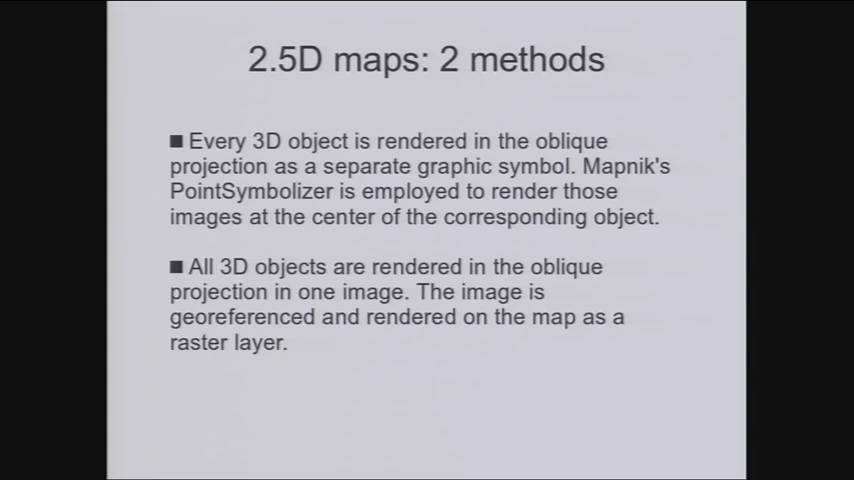 2.5D maps: 2 methods
■ Every 3D object is rendered in the oblique
projection as a separate graphic symbol. Mapnik's
PointSymbolizer is employed to render those
images at the center of the corresponding object.
■ All 3D objects are rendered in the oblique
projection in one image. The image is
georeferenced and rendered on the map as a
raster layer.